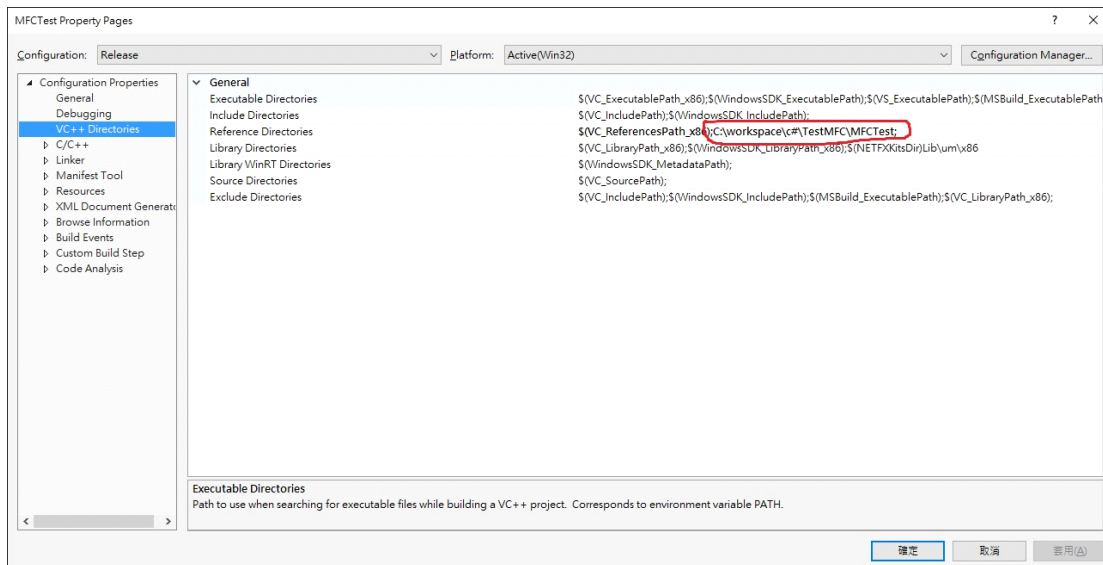 MFCTest Property Pages
? ×
Configuration: Release Platform: Active(Win32) Configuration Manager...
Configuration Properties
General
Debugging
VC++ Directories
C/C++
Linker
Manifest Tool
Resources
XML Document Generato
Browse Information
Build Events
Custom Build Step
Code Analysis
General
Executable Directories $(VC_ExecutablePath_x86);$(WindowsSDK_ExecutablePath);$(VS_ExecutablePath);$(MSBuild_ExecutablePath
Include Directories $(VC_IncludePath);$(WindowsSDK_IncludePath);
Reference Directories $(VC_ReferencesPath_x86);C:\workspace\c#\TestMFC\MFCTest;
Library Directories $(VC_LibraryPath_x86);$(WindowsSDK_LibraryPath_x86);$(NETFXKitsDir)Lib\um\x86
Library WinRT Directories $(WindowsSDK_MetadataPath);
Source Directories $(VC_SourcePath);
Exclude Directories $(VC_IncludePath);$(WindowsSDK_IncludePath);$(MSBuild_ExecutablePath);$(VC_LibraryPath_x86);
Executable Directories
Path to use when searching for executable files while building a VC++ project. Corresponds to environment variable PATH.
確定 取消 套用(A)